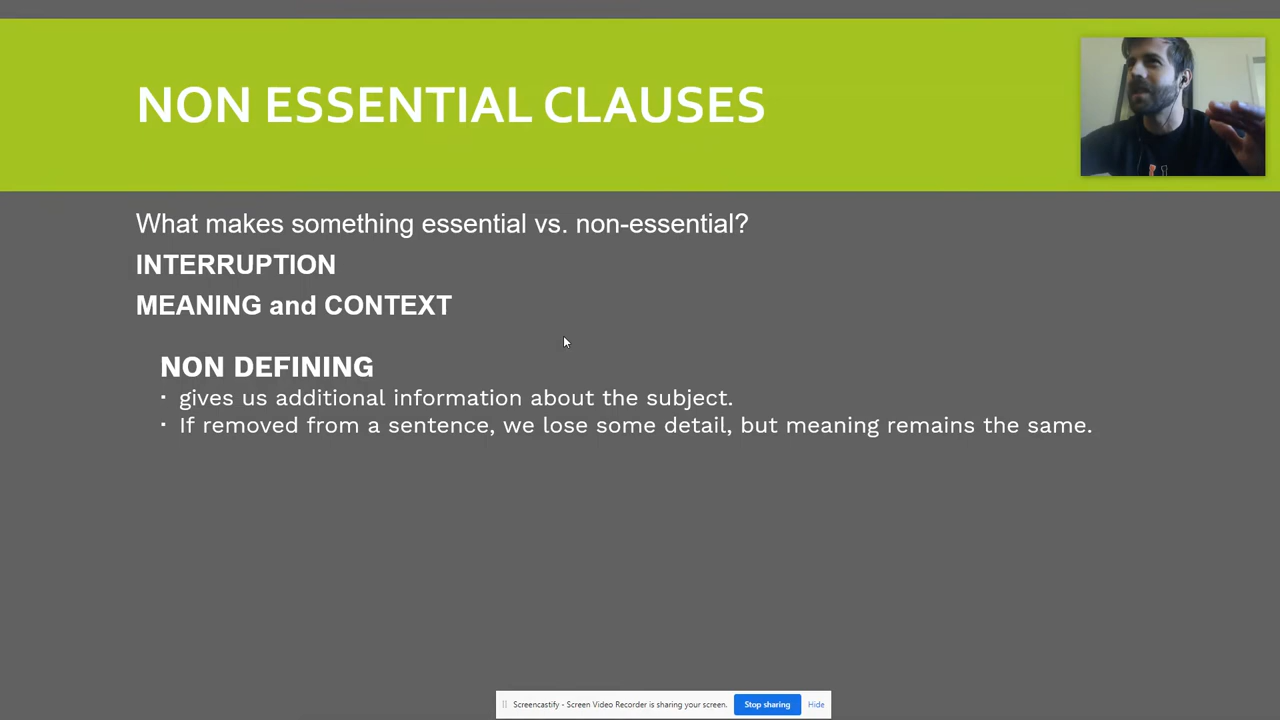 NON ESSENTIAL CLAUSES
What makes something essential vs. non-essential?
INTERRUPTION
MEANING and CONTEXT
NON DEFINING
· gives us additional information about the subject.
· If removed from a sentence, we lose some detail, but meaning remains the same.
Screencastify - Screen Video Recorder is sharing your screen. Stop sharing Hide